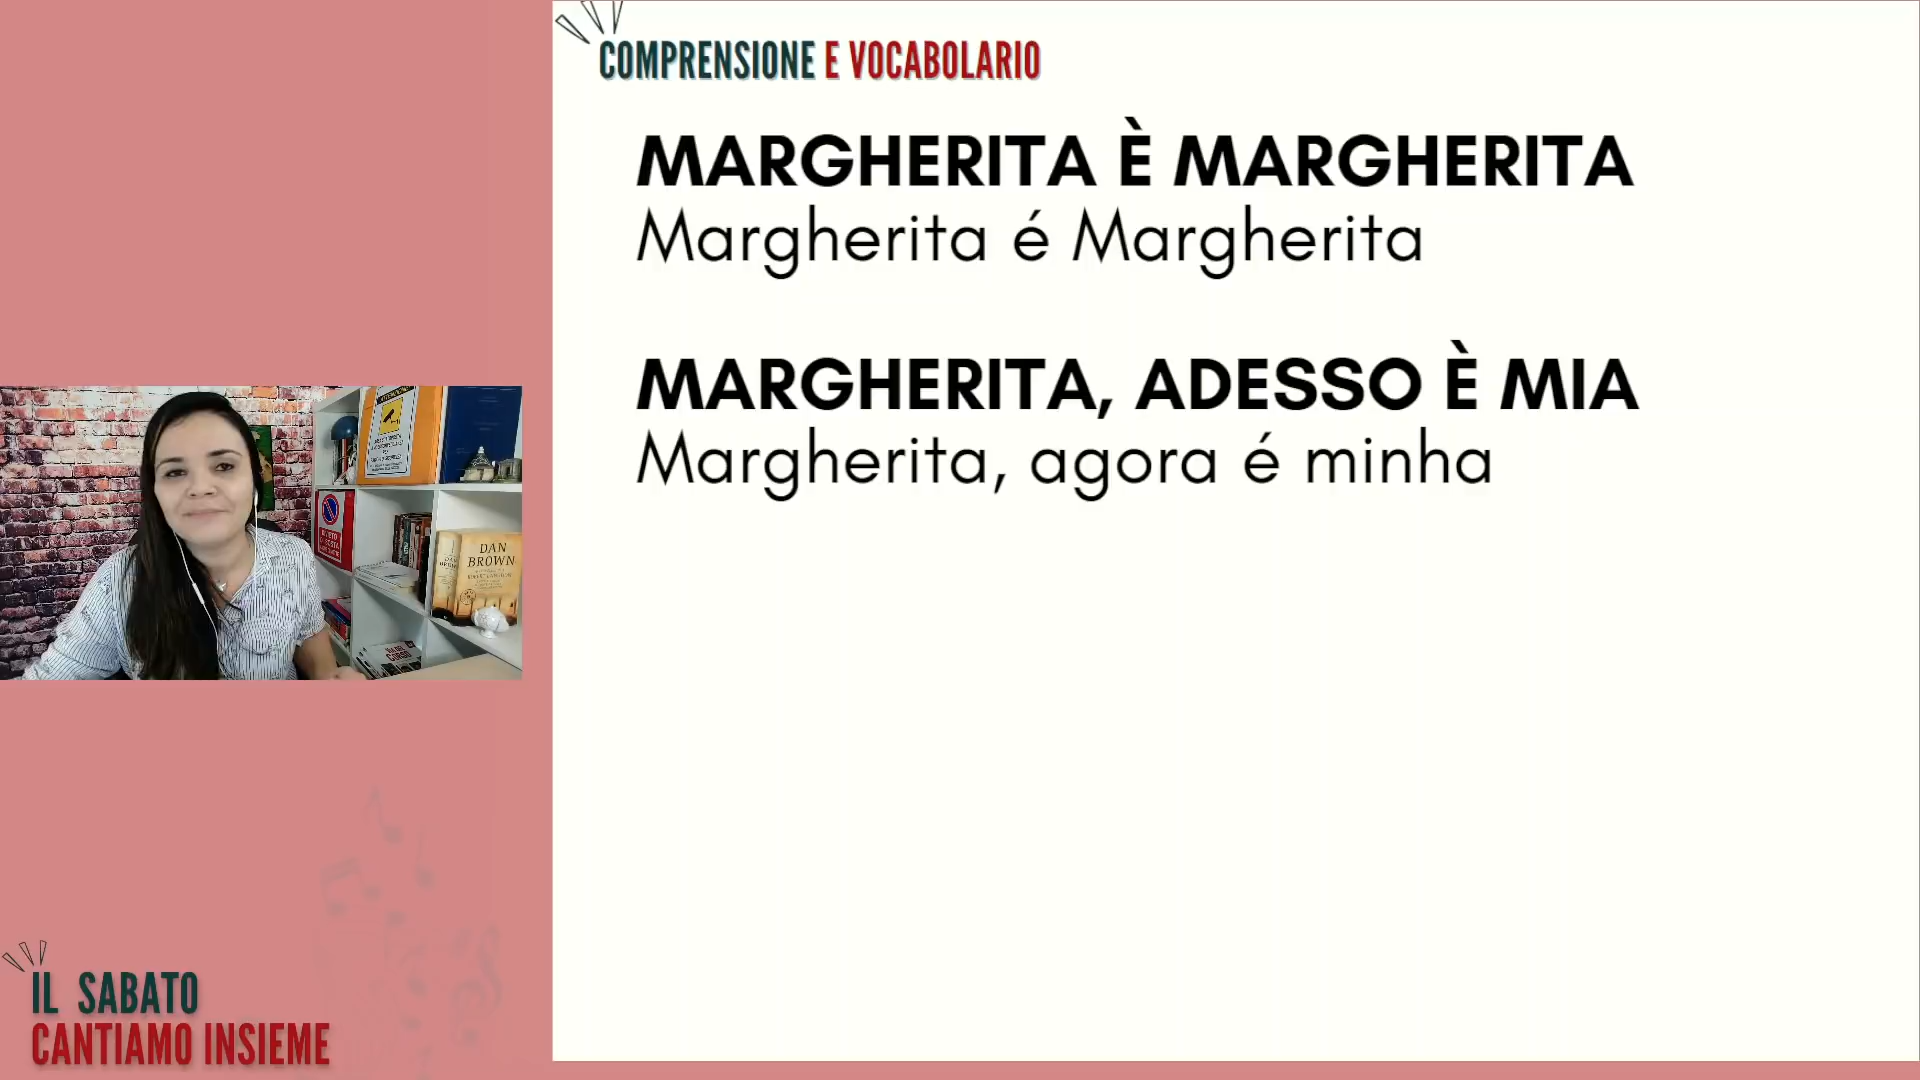 COMPRENSIONE E VOCABOLARIO
MARGHERITA È MARGHERITA
Margherita é Margherita
MARGHERITA, ADESSO È MIA
Margherita, agora é minha
DAN
BROWN
IL SABATO
CANTIAMO INSIEME